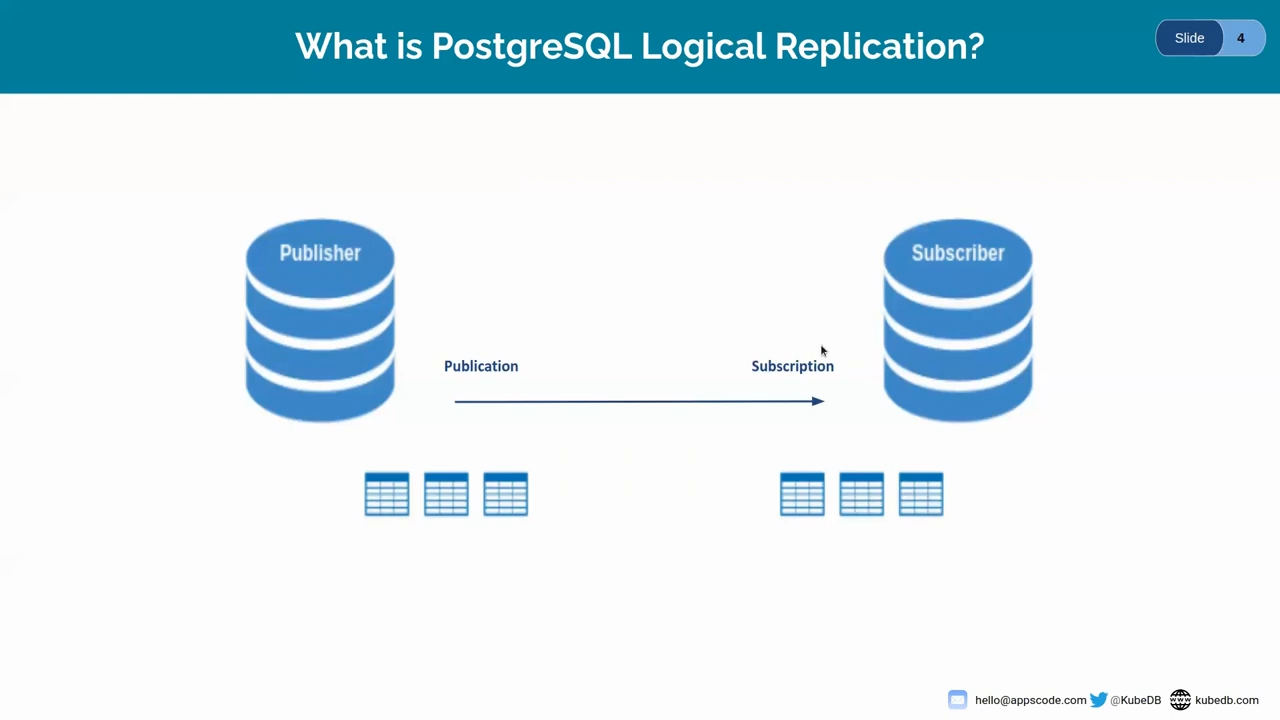 What is PostgreSQL Logical Replication?
Slide 4
Publisher
Subscriber
Publication
Subscription
hello@appscode.com @KubeDB kubedb.com